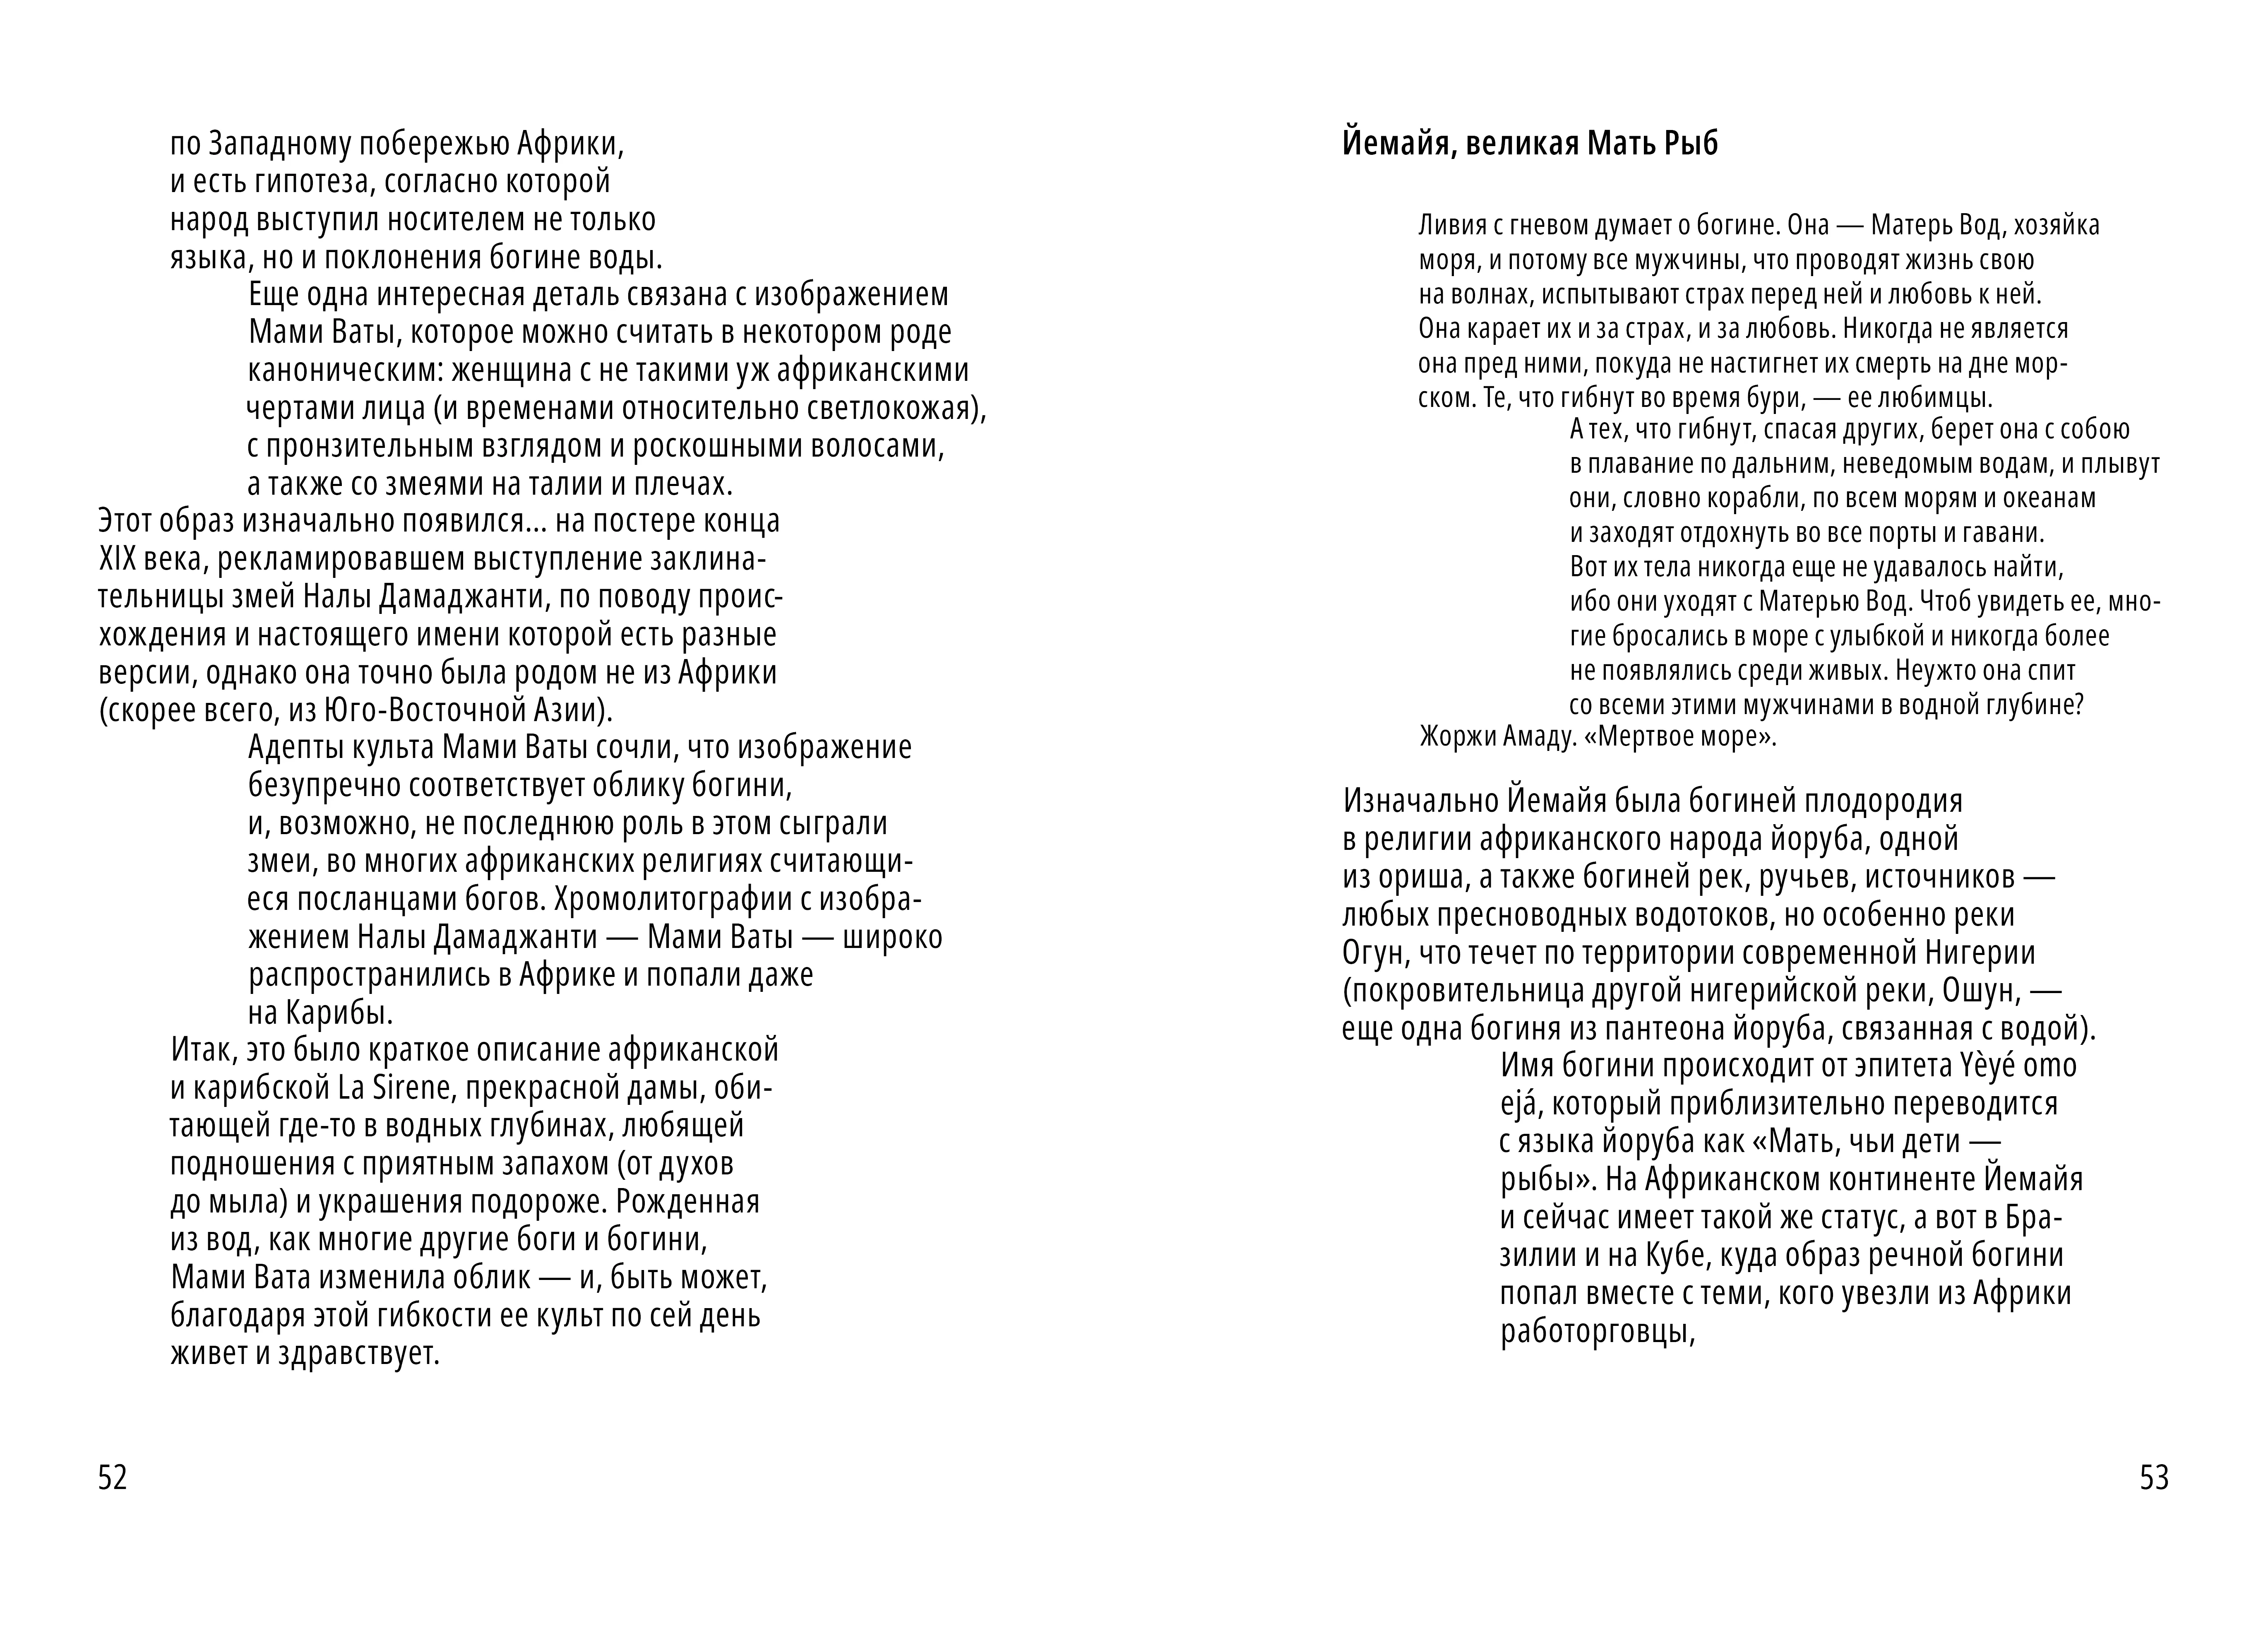 по Западному побережью Африки,
и есть гипотеза, согласно которой
народ выступил носителем не только
языка, но и поклонения богине воды.
Еще одна интересная деталь связана с изображением
Мами Ваты, которое можно считать в некотором роде
каноническим: женщина с не такими уж африканскими
чертами лица (и временами относительно светлокожая),
с пронзительным взглядом и роскошными волосами,
а также со змеями на талии и плечах.
Этот образ изначально появился… на постере конца
XIX века, рекламировавшем выступление заклина-
тельницы змей Налы Дамаджанти, по поводу проис-
хождения и настоящего имени которой есть разные
версии, однако она точно была родом не из Африки
(скорее всего, из Юго-Восточной Азии).
Адепты культа Мами Ваты сочли, что изображение
безупречно соответствует облику богини,
и, возможно, не последнюю роль в этом сыграли
змеи, во многих африканских религиях считающи-
еся посланцами богов. Хромолитографии с изобра-
жением Налы Дамаджанти — Мами Ваты — широко
распространились в Африке и попали даже
на Карибы.
Итак, это было краткое описание африканской
и карибской La Sirene, прекрасной дамы, оби-
тающей где-то в водных глубинах, любящей
подношения с приятным запахом (от духов
до мыла) и украшения подороже. Рожденная
из вод, как многие другие боги и богини,
Мами Вата изменила облик — и, быть может,
благодаря этой гибкости ее культ по сей день
живет и здравствует.
52
Йемайя, великая Мать Рыб
Ливия с гневом думает о богине. Она — Матерь Вод, хозяйка
моря, и потому все мужчины, что проводят жизнь свою
на волнах, испытывают страх перед ней и любовь к ней.
Она карает их и за страх, и за любовь. Никогда не является
она пред ними, покуда не настигнет их смерть на дне мор-
ском. Те, что гибнут во время бури, — ее любимцы.
А тех, что гибнут, спасая других, берет она с собою
в плавание по дальним, неведомым водам, и плывут
они, словно корабли, по всем морям и океанам
и заходят отдохнуть во все порты и гавани.
Вот их тела никогда еще не удавалось найти,
ибо они уходят с Матерью Вод. Чтоб увидеть ее, мно-
гие бросались в море с улыбкой и никогда более
не появлялись среди живых. Неужто она спит
со всеми этими мужчинами в водной глубине?
Жоржи Амаду. «Мертвое море».
Изначально Йемайя была богиней плодородия
в религии африканского народа йоруба, одной
из ориша, а также богиней рек, ручьев, источников —
любых пресноводных водотоков, но особенно реки
Огун, что течет по территории современной Нигерии
(покровительница другой нигерийской реки, Ошун, —
еще одна богиня из пантеона йоруба, связанная с водой).
Имя богини происходит от эпитета Yèyé omo
ejá, который приблизительно переводится
с языка йоруба как «Мать, чьи дети —
рыбы». На Африканском континенте Йемайя
и сейчас имеет такой же статус, а вот в Бра-
зилии и на Кубе, куда образ речной богини
попал вместе с теми, кого увезли из Африки
работорговцы,
53